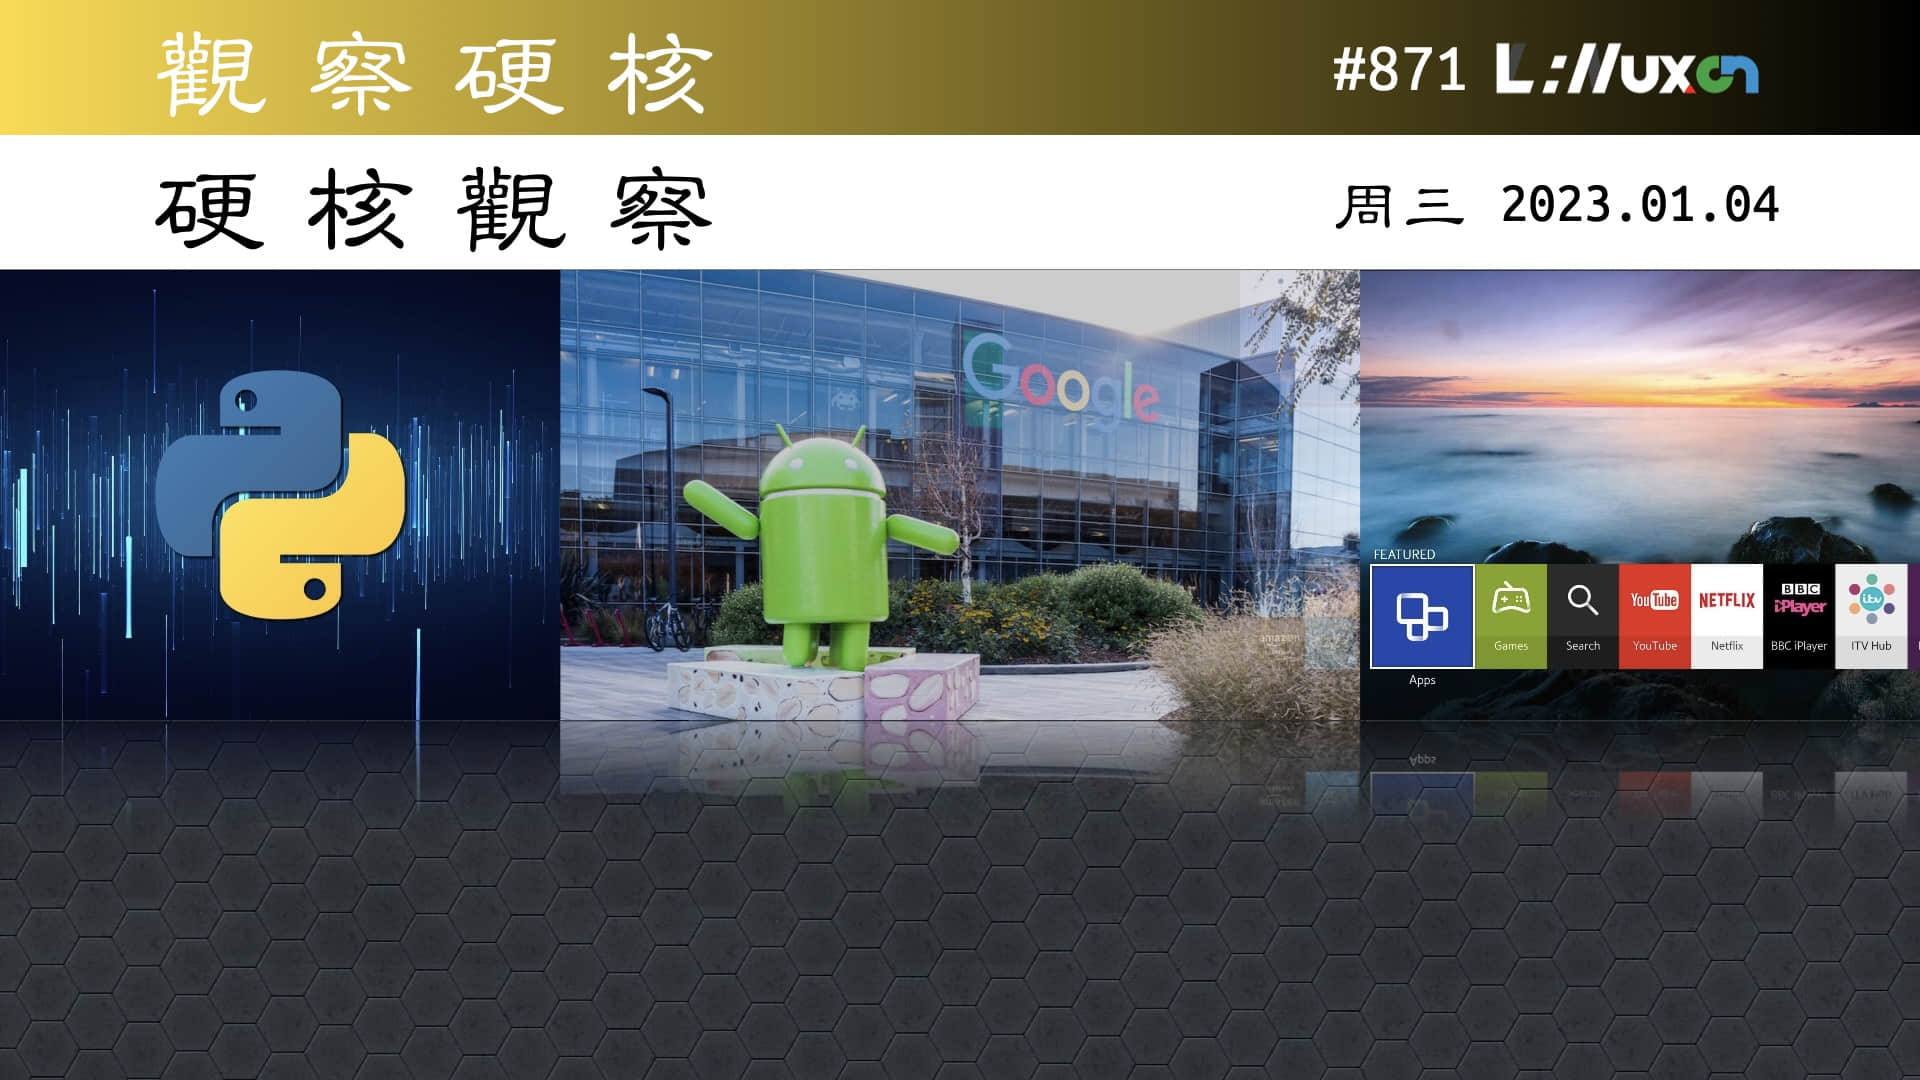 觀察硬核
#871 L://uxcn
硬核觀察
周三 2023.01.04
Google
amazon
FEATURED
YouTube NETFLIX BBC iPlayer itv
Games Search YouTube Netflix BBC iPlayer ITV Hub
Apps